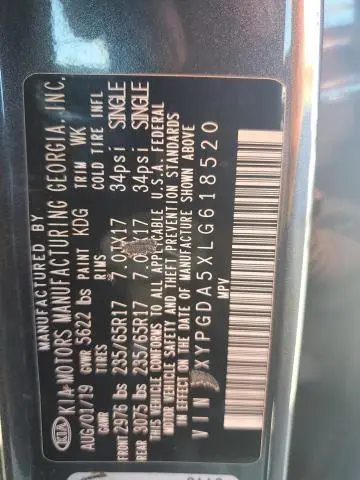 MANUFACTURED BY
KIA MOTORS MANUFACTURING GEORGIA, INC.
AUG/01/19 GVWR 5622 lbs PAINT KDG TRIM WK
TIRES RIMS COLD TIRE INFL
FRONT 2976 lbs 235/65R17 7.0JX17 34psi SINGLE
REAR 3075 lbs 235/65R17 7.0JX17 34psi SINGLE
THIS VEHICLE CONFORMS TO ALL APPLICABLE U.S.A. FEDERAL
MOTOR VEHICLE SAFETY AND THEFT PREVENTION STANDARDS
IN EFFECT ON THE DATE OF MANUFACTURE SHOWN ABOVE
VIN XYPGDA5XLG618520
MPV
KIA